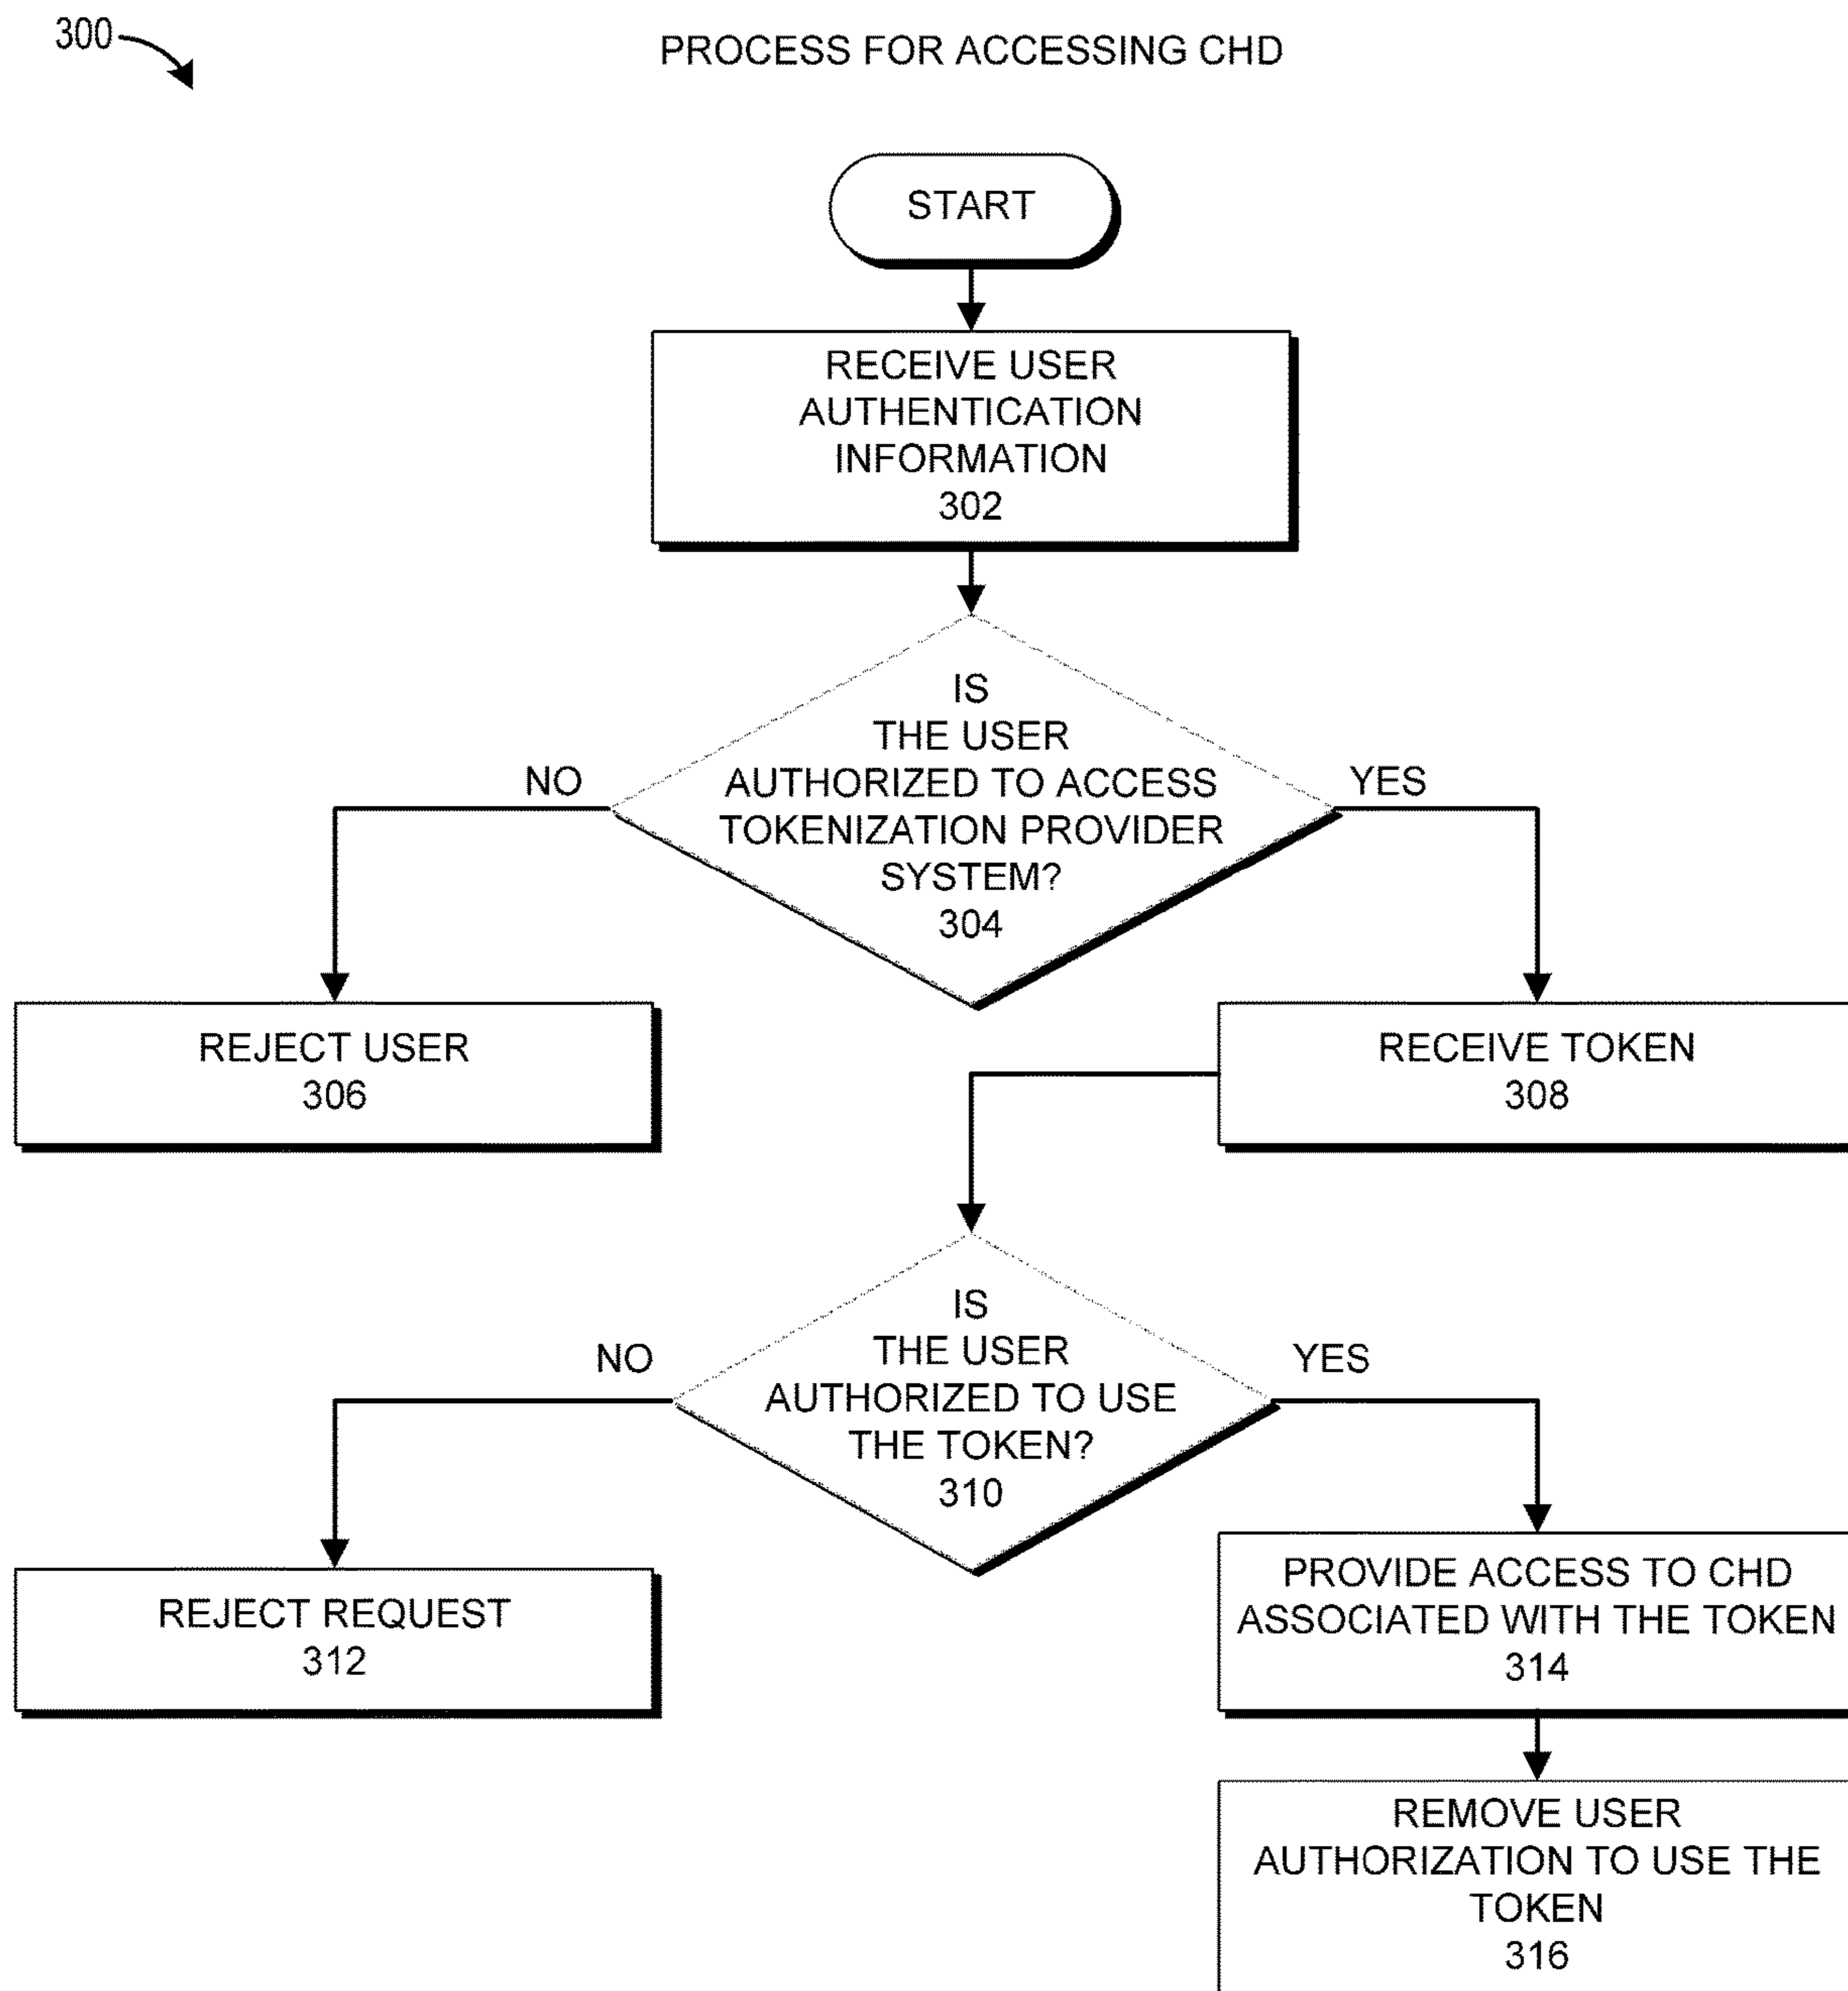 300
PROCESS FOR ACCESSING CHD
START
RECEIVE USER
AUTHENTICATION
INFORMATION
302
IS
THE USER
AUTHORIZED TO ACCESS
TOKENIZATION PROVIDER
SYSTEM?
304
NO
YES
REJECT USER
306
RECEIVE TOKEN
308
IS
THE USER
AUTHORIZED TO USE
THE TOKEN?
310
NO
YES
REJECT REQUEST
312
PROVIDE ACCESS TO CHD
ASSOCIATED WITH THE TOKEN
314
REMOVE USER
AUTHORIZATION TO USE THE
TOKEN
316